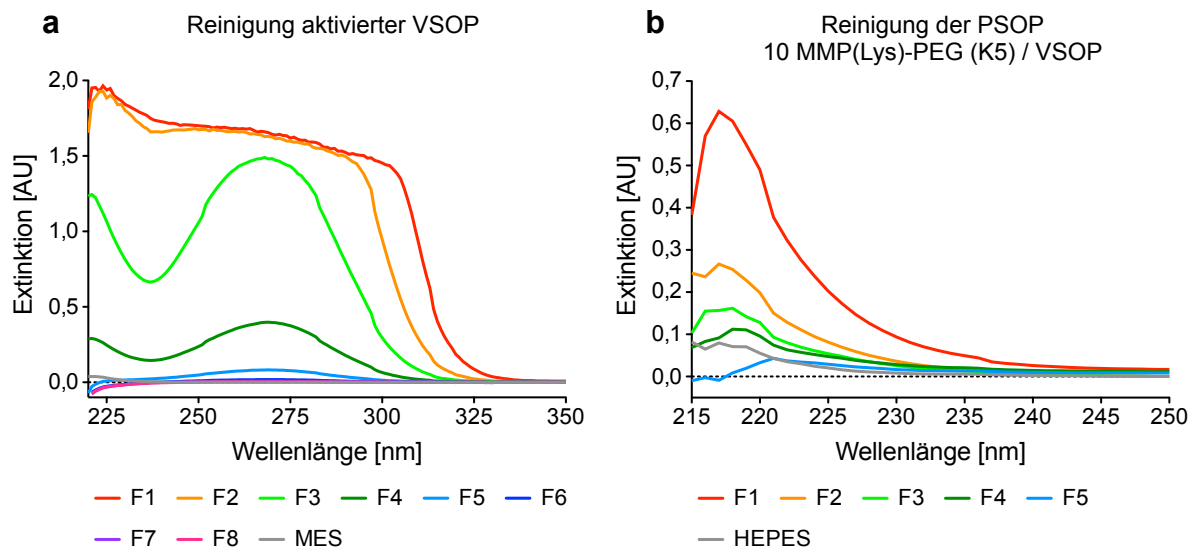 a
Reinigung aktivierter VSOP
2,0
1,5
1,0
0,5
0,0
Extinktion [AU]
225
250
275
300
325
350
Wellenlänge [nm]
F1 F2 F3 F4 F5 F6
F7 F8 MES
b
Reinigung der PSOP
10 MMP(Lys)-PEG (K5) / VSOP
0,7
0,6
0,5
0,4
0,3
0,2
0,1
0,0
Extinktion [AU]
215
220
225
230
235
240
245
250
Wellenlänge [nm]
F1 F2 F3 F4 F5
HEPES